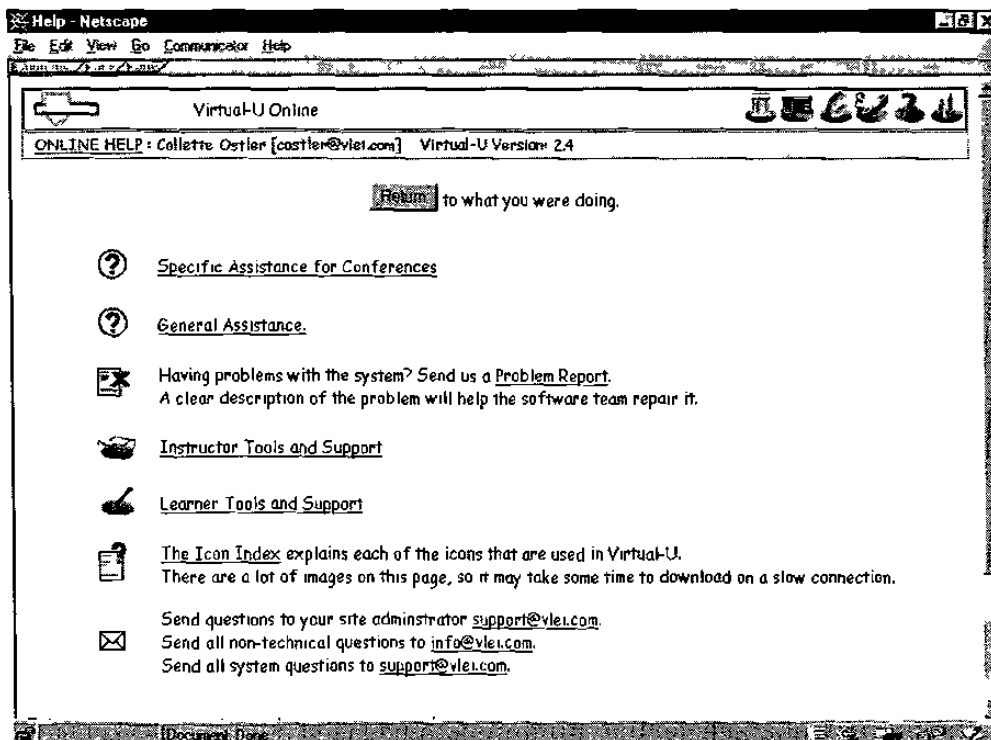 Help - Netscape
File Edit View Go Communicator Help
Virtual-U Online
ONLINE HELP : Collette Ostler [costler@vlei.com] Virtual-U Version: 2.4
Return to what you were doing.
Specific Assistance for Conferences
General Assistance.
Having problems with the system? Send us a Problem Report.
A clear description of the problem will help the software team repair it.
Instructor Tools and Support
Learner Tools and Support
The Icon Index explains each of the icons that are used in Virtual-U.
There are a lot of images on this page, so it may take some time to download on a slow connection.
Send questions to your site adminstrator support@vlei.com.
Send all non-technical questions to info@vlei.com.
Send all system questions to support@vlei.com.
Document: Done